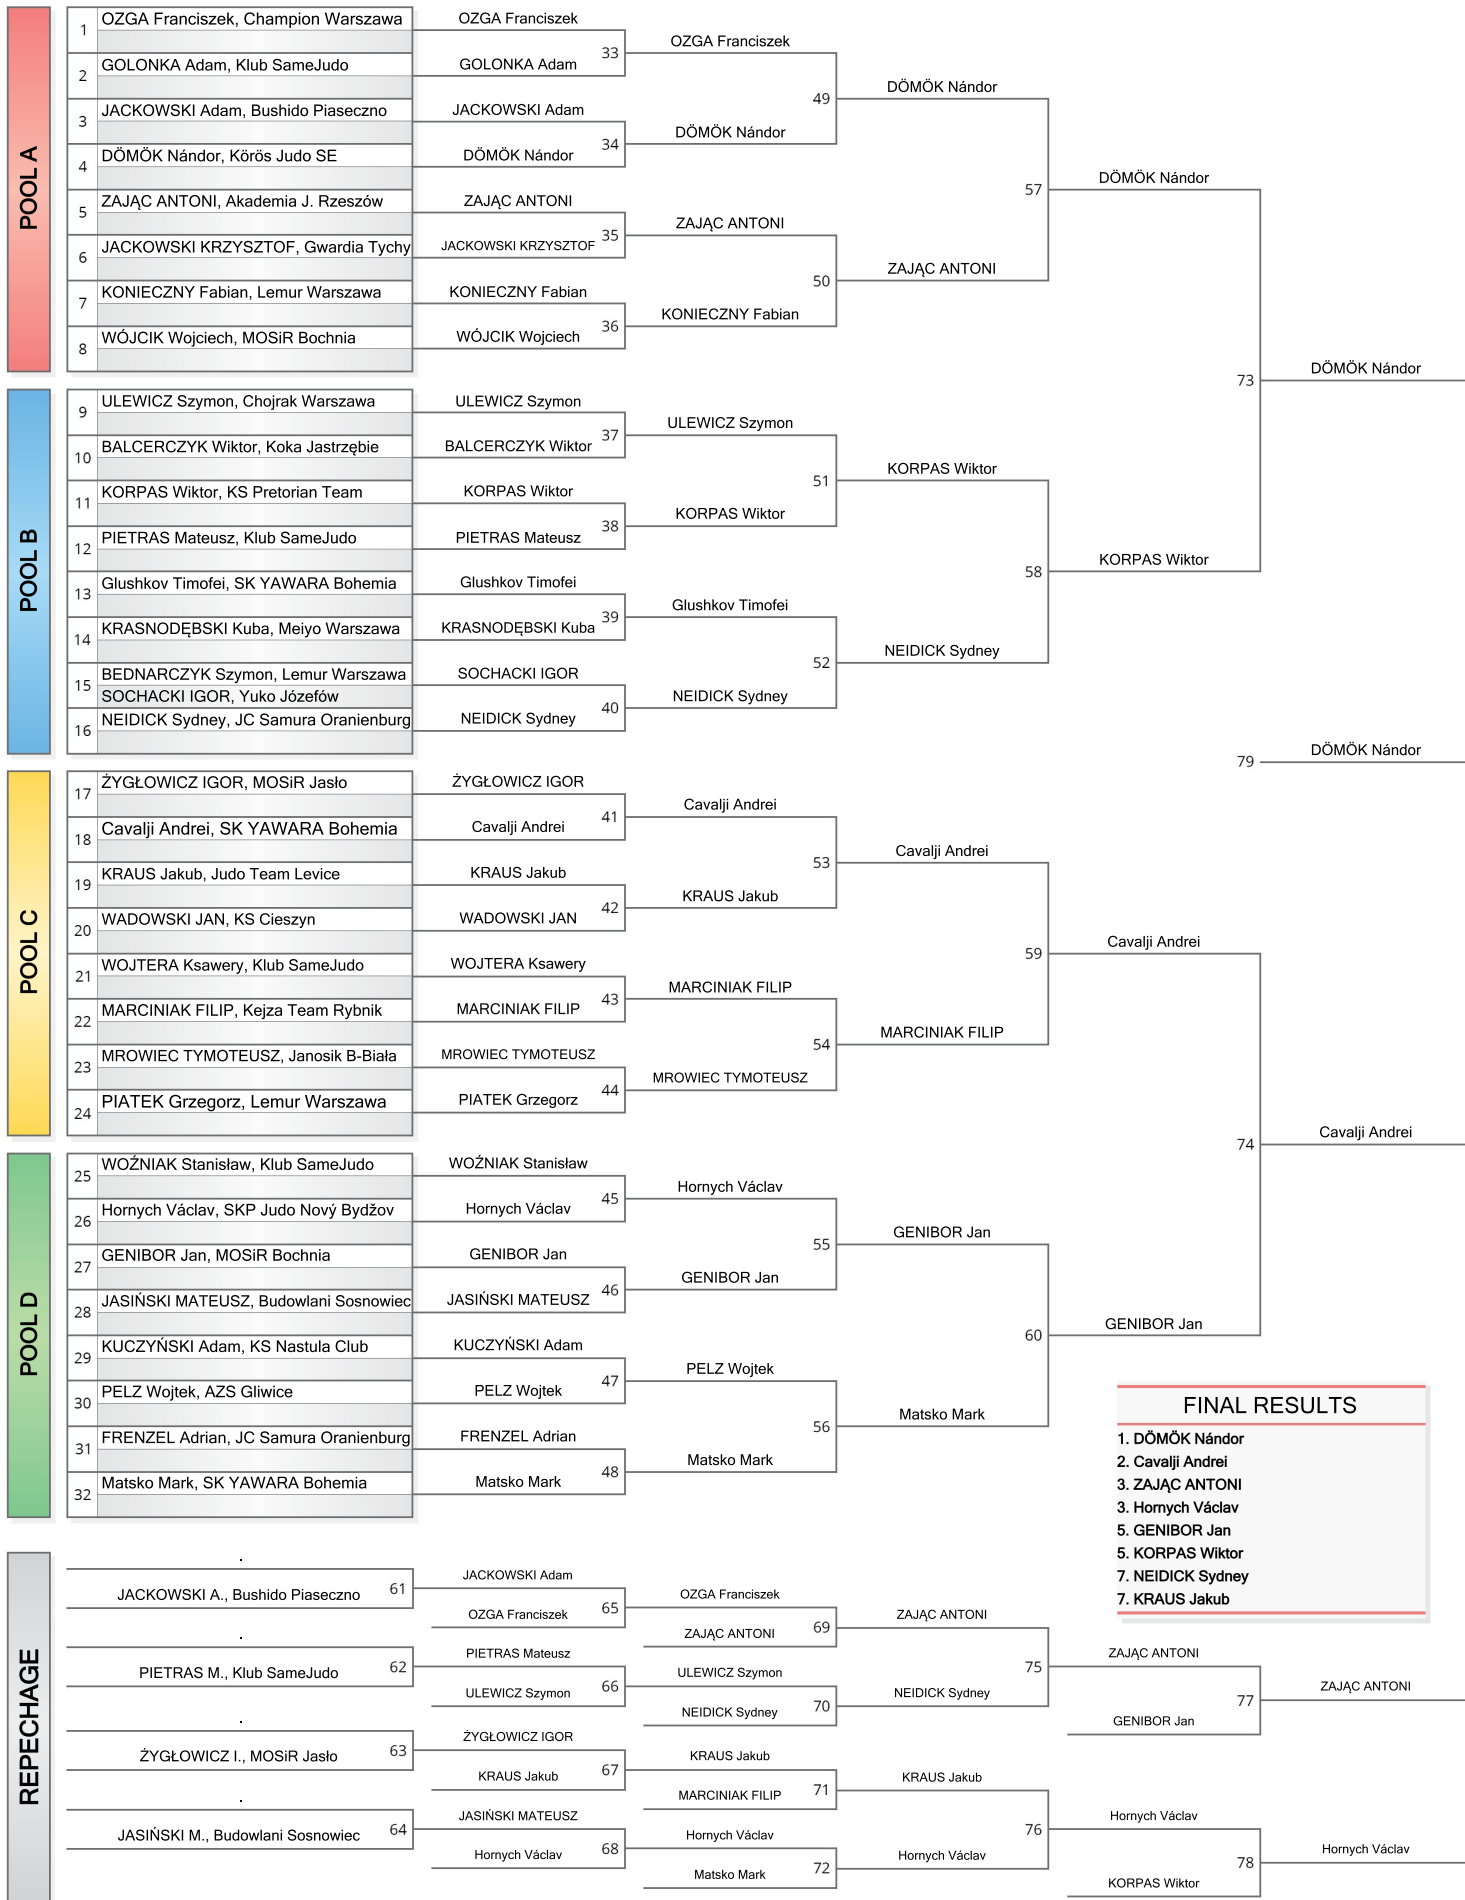 POOL A
1 OZGA Franciszek, Champion Warszawa
2 GOLONKA Adam, Klub SameJudo
3 JACKOWSKI Adam, Bushido Piaseczno
4 DÖMÖK Nándor, Körös Judo SE
5 ZAJĄC ANTONI, Akademia J. Rzeszów
6 JACKOWSKI KRZYSZTOF, Gwardia Tychy
7 KONIECZNY Fabian, Lemur Warszawa
8 WÓJCIK Wojciech, MOSiR Bochnia
POOL B
9 ULEWICZ Szymon, Chojrak Warszawa
10 BALCERCZYK Wiktor, Koka Jastrzębie
11 KORPAS Wiktor, KS Pretorian Team
12 PIETRAS Mateusz, Klub SameJudo
13 Glushkov Timofei, SK YAWARA Bohemia
14 KRASNODĘBSKI Kuba, Meiyo Warszawa
15 BEDNARCZYK Szymon, Lemur Warszawa
SOCHACKI IGOR, Yuko Józefów
16 NEIDICK Sydney, JC Samura Oranienburg
POOL C
17 ŻYGŁOWICZ IGOR, MOSiR Jasło
18 Cavalji Andrei, SK YAWARA Bohemia
19 KRAUS Jakub, Judo Team Levice
20 WADOWSKI JAN, KS Cieszyn
21 WOJTERA Ksawery, Klub SameJudo
22 MARCINIAK FILIP, Kejza Team Rybnik
23 MROWIEC TYMOTEUSZ, Janosik B-Biała
24 PIATEK Grzegorz, Lemur Warszawa
POOL D
25 WOŹNIAK Stanisław, Klub SameJudo
26 Hornych Václav, SKP Judo Nový Bydžov
27 GENIBOR Jan, MOSiR Bochnia
28 JASIŃSKI MATEUSZ, Budowlani Sosnowiec
29 KUCZYŃSKI Adam, KS Nastula Club
30 PELZ Wojtek, AZS Gliwice
31 FRENZEL Adrian, JC Samura Oranienburg
32 Matsko Mark, SK YAWARA Bohemia
OZGA Franciszek
33
GOLONKA Adam
JACKOWSKI Adam
34
DÖMÖK Nándor
ZAJĄC ANTONI
35
JACKOWSKI KRZYSZTOF
KONIECZNY Fabian
36
WÓJCIK Wojciech
ULEWICZ Szymon
37
BALCERCZYK Wiktor
KORPAS Wiktor
38
PIETRAS Mateusz
Glushkov Timofei
39
KRASNODĘBSKI Kuba
SOCHACKI IGOR
40
NEIDICK Sydney
ŻYGŁOWICZ IGOR
41
Cavalji Andrei
KRAUS Jakub
42
WADOWSKI JAN
WOJTERA Ksawery
43
MARCINIAK FILIP
MROWIEC TYMOTEUSZ
44
PIATEK Grzegorz
WOŹNIAK Stanisław
45
Hornych Václav
GENIBOR Jan
46
JASIŃSKI MATEUSZ
KUCZYŃSKI Adam
47
PELZ Wojtek
FRENZEL Adrian
48
Matsko Mark
OZGA Franciszek
49
DÖMÖK Nándor
ZAJĄC ANTONI
50
KONIECZNY Fabian
ULEWICZ Szymon
51
KORPAS Wiktor
Glushkov Timofei
52
NEIDICK Sydney
Cavalji Andrei
53
KRAUS Jakub
MARCINIAK FILIP
54
MROWIEC TYMOTEUSZ
Hornych Václav
55
GENIBOR Jan
PELZ Wojtek
56
Matsko Mark
DÖMÖK Nándor
57
ZAJĄC ANTONI
KORPAS Wiktor
58
NEIDICK Sydney
Cavalji Andrei
59
MARCINIAK FILIP
GENIBOR Jan
60
Matsko Mark
DÖMÖK Nándor
73
KORPAS Wiktor
Cavalji Andrei
74
GENIBOR Jan
DÖMÖK Nándor
79 DÖMÖK Nándor
Cavalji Andrei
FINAL RESULTS
1. DÖMÖK Nándor
2. Cavalji Andrei
3. ZAJĄC ANTONI
3. Hornych Václav
5. GENIBOR Jan
5. KORPAS Wiktor
7. NEIDICK Sydney
7. KRAUS Jakub
REPECHAGE
.
61
JACKOWSKI A., Bushido Piaseczno
.
62
PIETRAS M., Klub SameJudo
.
63
ŻYGŁOWICZ I., MOSiR Jasło
.
64
JASIŃSKI M., Budowlani Sosnowiec
JACKOWSKI Adam
65
OZGA Franciszek
PIETRAS Mateusz
66
ULEWICZ Szymon
ŻYGŁOWICZ IGOR
67
KRAUS Jakub
JASIŃSKI MATEUSZ
68
Hornych Václav
OZGA Franciszek
69
ZAJĄC ANTONI
ULEWICZ Szymon
70
NEIDICK Sydney
KRAUS Jakub
71
MARCINIAK FILIP
Hornych Václav
72
Matsko Mark
ZAJĄC ANTONI
75
NEIDICK Sydney
KRAUS Jakub
76
Hornych Václav
ZAJĄC ANTONI
77
GENIBOR Jan
Hornych Václav
78
KORPAS Wiktor
ZAJĄC ANTONI
Hornych Václav